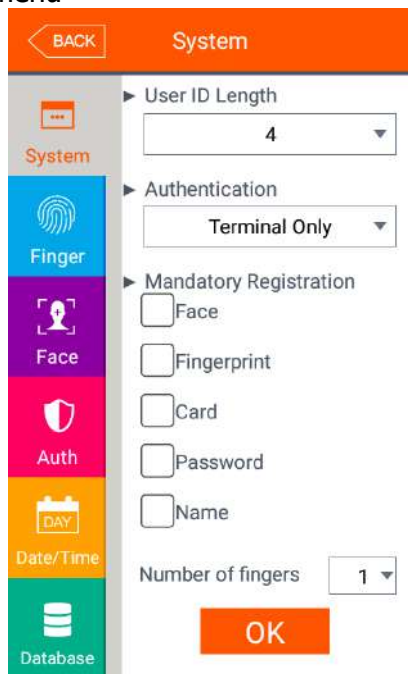 BACK
System
System
Finger
Face
Auth
DAY
Date/Time
Database
► User ID Length
4
► Authentication
Terminal Only
► Mandatory Registration
Face
Fingerprint
Card
Password
Name
Number of fingers 1
OK